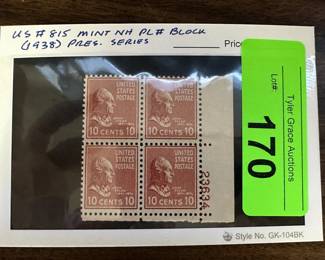 US # 815 MINT NH PL# BLOCK
(1938) PRES. SERIES
Price
UNITED STATES
POSTAGE
10 CENTS 10
UNITED STATES
POSTAGE
10 CENTS 10
UNITED STATES
POSTAGE
10 CENTS 10
UNITED STATES
POSTAGE
10 CENTS 10
23634
Lot#:
170
Tyler Grace Auctions
Style No. GK-104BK